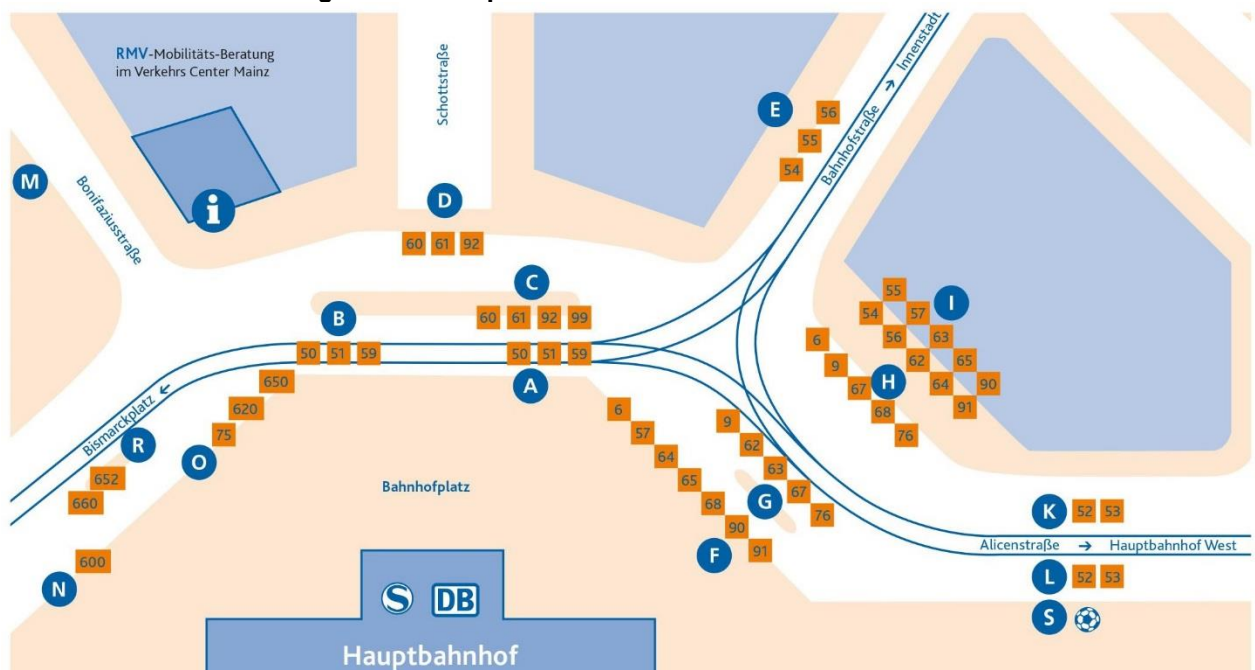 RMV-Mobilitäts-Beratung
im Verkehrs Center Mainz
Schottstraße
Bahnhofstraße → Innenstadt
E
56
55
54
M
Bonifaziusstraße
i
D
60 61 92
C
60 61 92 99
B
50 51 59
50 51 59
A
I
55
54 57
56 63
62 65
64 90
91
H
6
9
67
68
76
650
620
75
O
Bismarckplatz →
R
652
660
600
N
Bahnhofplatz
6
57
64
65
68
90
91
F
9
62
63
67
76
G
K 52 53
Alicenstraße → Hauptbahnhof West
L 52 53
S
S DB
Hauptbahnhof